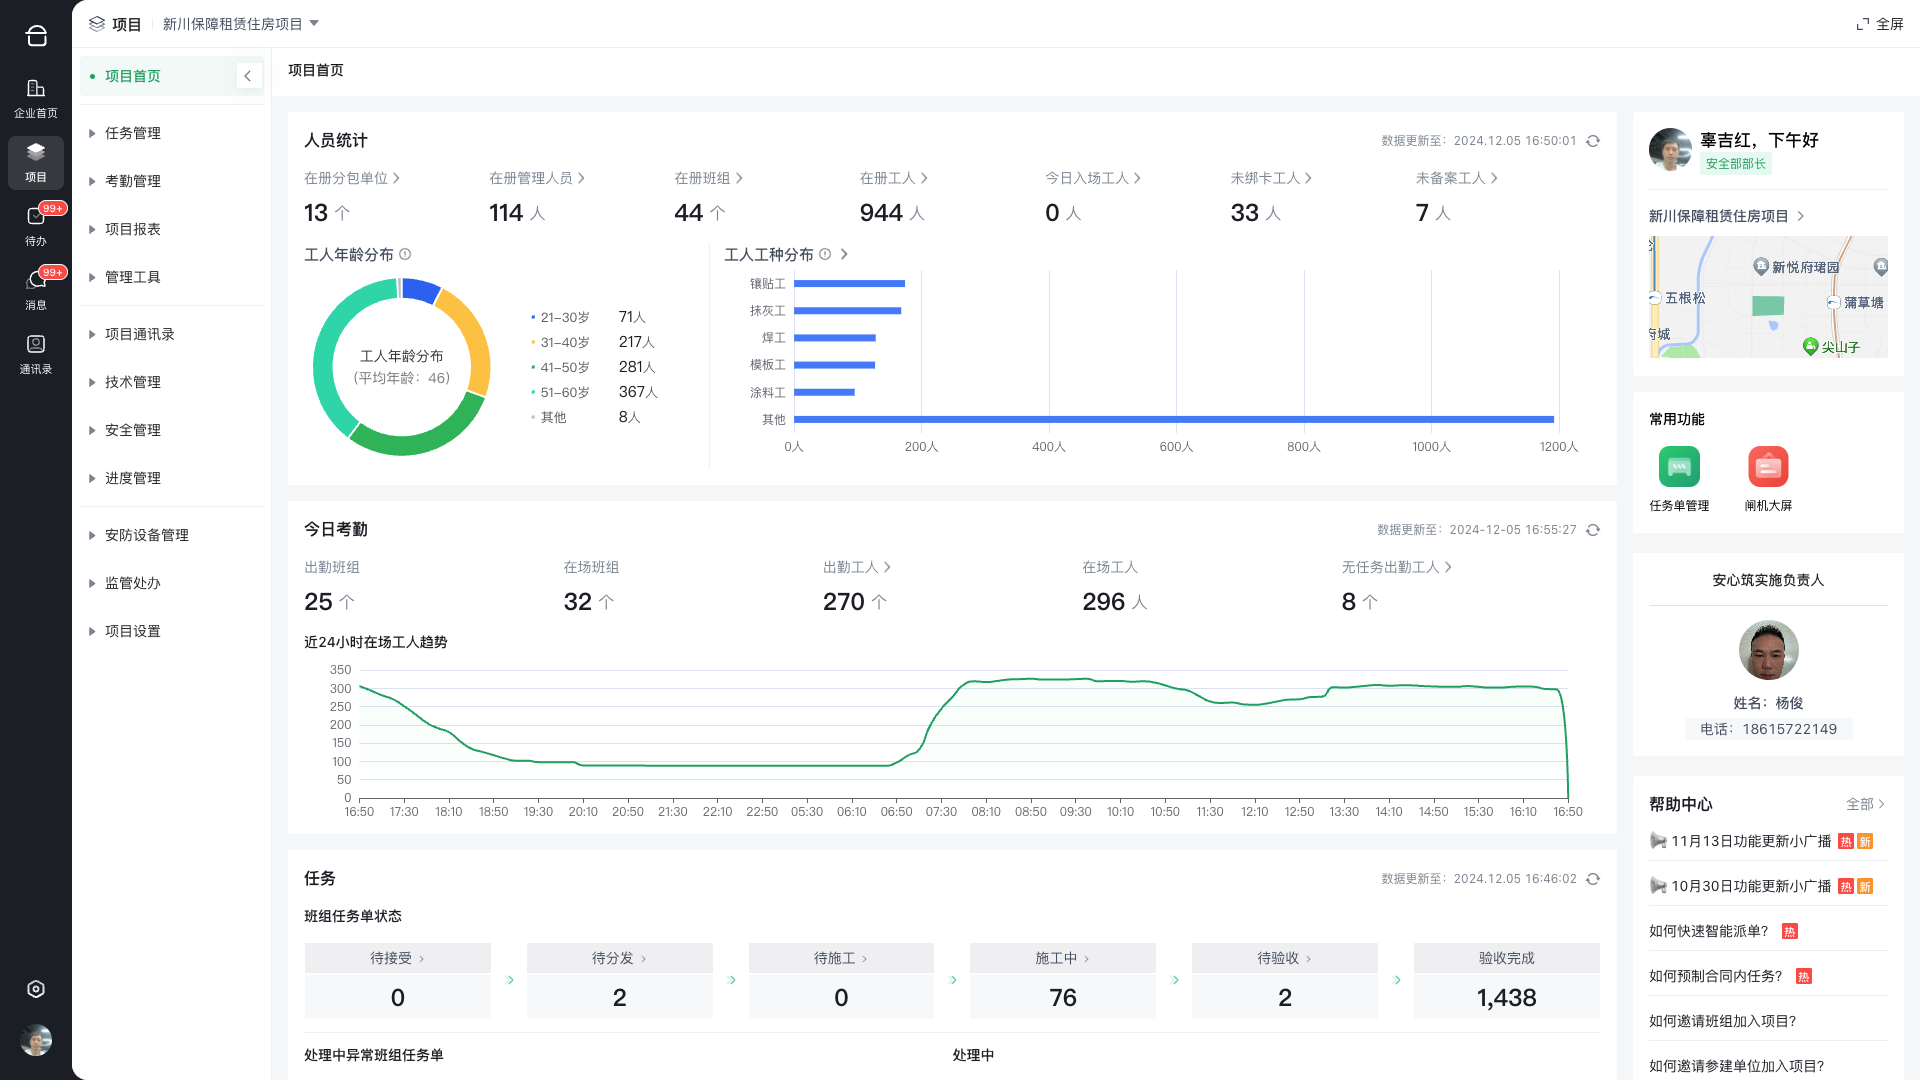 企业首页
项目
99+
待办
99+
消息
通讯录
项目
新川保障租赁住房项目
全屏
项目首页
任务管理
考勤管理
项目报表
管理工具
项目通讯录
技术管理
安全管理
进度管理
安防设备管理
监管处办
项目设置
项目首页
人员统计
数据更新至：2024.12.05 16:50:01
在册分包单位
在册管理人员
在册班组
在册工人
今日入场工人
未绑卡工人
未备案工人
13 个
114 人
44 个
944 人
0 人
33 人
7 人
工人年龄分布
工人年龄分布
(平均年龄：46)
21-30岁 71人
31-40岁 217人
41-50岁 281人
51-60岁 367人
其他 8人
工人工种分布
镶贴工
抹灰工
焊工
模板工
涂料工
其他
0人 200人 400人 600人 800人 1000人 1200人
今日考勤
数据更新至：2024-12-05 16:55:27
出勤班组
在场班组
出勤工人
在场工人
无任务出勤工人
25 个
32 个
270 个
296 人
8 个
近24小时在场工人趋势
350
300
250
200
150
100
50
0
16:50 17:30 18:10 18:50 19:30 20:10 20:50 21:30 22:10 22:50 05:30 06:10 06:50 07:30 08:10 08:50 09:30 10:10 10:50 11:30 12:10 12:50 13:30 14:10 14:50 15:30 16:10 16:50
任务
数据更新至：2024.12.05 16:46:02
班组任务单状态
待接受
待分发
待施工
施工中
待验收
验收完成
0
2
0
76
2
1,438
处理中异常班组任务单
处理中
辜吉红，下午好
安全部部长
新川保障租赁住房项目
新悦府珺园
五根松
蒲草塘
府城
尖山子
常用功能
任务单管理
闸机大屏
安心筑实施负责人
姓名：杨俊
电话：18615722149
帮助中心
全部
11月13日功能更新小广播 热 新
10月30日功能更新小广播 热 新
如何快速智能派单? 热
如何预制合同内任务? 热
如何邀请班组加入项目?
如何邀请参建单位加入项目?